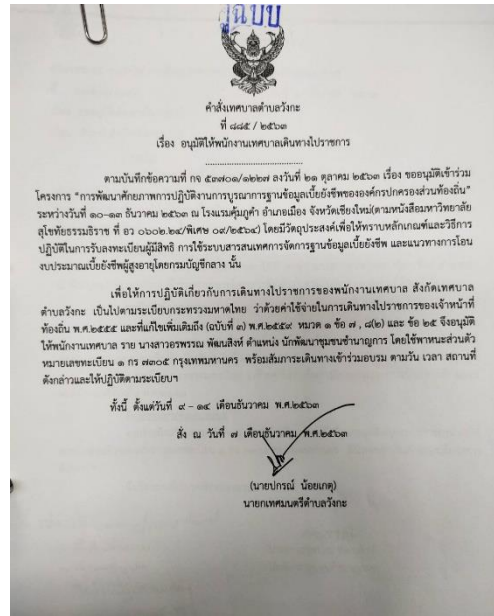 คู่ฉบับ
คำสั่งเทศบาลตำบลวังกะ
ที่ ๘๘๕ / ๒๕๖๓
เรื่อง อนุมัติให้พนักงานเทศบาลเดินทางไปราชการ
ตามบันทึกข้อความที่ กจ ๕๓๗๐๑/๑๒๒๗ ลงวันที่ ๒๑ ตุลาคม ๒๕๖๓ เรื่อง ขออนุมัติเข้าร่วม
โครงการ “การพัฒนาศักยภาพการปฏิบัติงานการบูรณาการฐานข้อมูลเบี้ยยังชีพขององค์กรปกครองส่วนท้องถิ่น”
ระหว่างวันที่ ๑๐-๑๓ ธันวาคม ๒๕๖๓ ณ โรงแรมคุ้มภูคำ อำเภอเมือง จังหวัดเชียงใหม่(ตามหนังสือมหาวิทยาลัย
สุโขทัยธรรมธิราช ที่ อว ๐๖๐๒.๒๔/พิเศษ ๐๙/๒๕๖๔) โดยมีวัตถุประสงค์เพื่อให้ทราบหลักเกณฑ์และวิธีการ
ปฏิบัติในการรับลงทะเบียนผู้มีสิทธิ การใช้ระบบสารสนเทศการจัดการฐานข้อมูลเบี้ยยังชีพ และแนวทางการโอน
งบประมาณเบี้ยยังชีพผู้สูงอายุโดยกรมบัญชีกลาง นั้น
เพื่อให้การปฏิบัติเกี่ยวกับการเดินทางไปราชการของพนักงานเทศบาล สังกัดเทศบาล
ตำบลวังกะ เป็นไปตามระเบียบกระทรวงมหาดไทย ว่าด้วยค่าใช้จ่ายในการเดินทางไปราชการของเจ้าหน้าที่
ท้องถิ่น พ.ศ.๒๕๕๕ และที่แก้ไขเพิ่มเติมถึง (ฉบับที่ ๓) พ.ศ.๒๕๕๙ หมวด ๑ ข้อ ๗ , ๘(๒) และ ข้อ ๒๕ จึงอนุมัติ
ให้พนักงานเทศบาล ราย นางสาวอรพรรณ พัฒนสิงห์ ตำแหน่ง นักพัฒนาชุมชนชำนาญการ โดยใช้พาหนะส่วนตัว
หมายเลขทะเบียน ๑ กฮ ๗๓๐๕ กรุงเทพมหานคร พร้อมสัมภาระเดินทางเข้าร่วมอบรม ตามวัน เวลา สถานที่
ดังกล่าวและให้ปฏิบัติตามระเบียบฯ
ทั้งนี้ ตั้งแต่วันที่ ๙ – ๑๔ เดือนธันวาคม พ.ศ.๒๕๖๓
สั่ง ณ วันที่ ๗ เดือนธันวาคม พ.ศ.๒๕๖๓
(นายปกรณ์ น้อยเกตุ)
นายกเทศมนตรีตำบลวังกะ